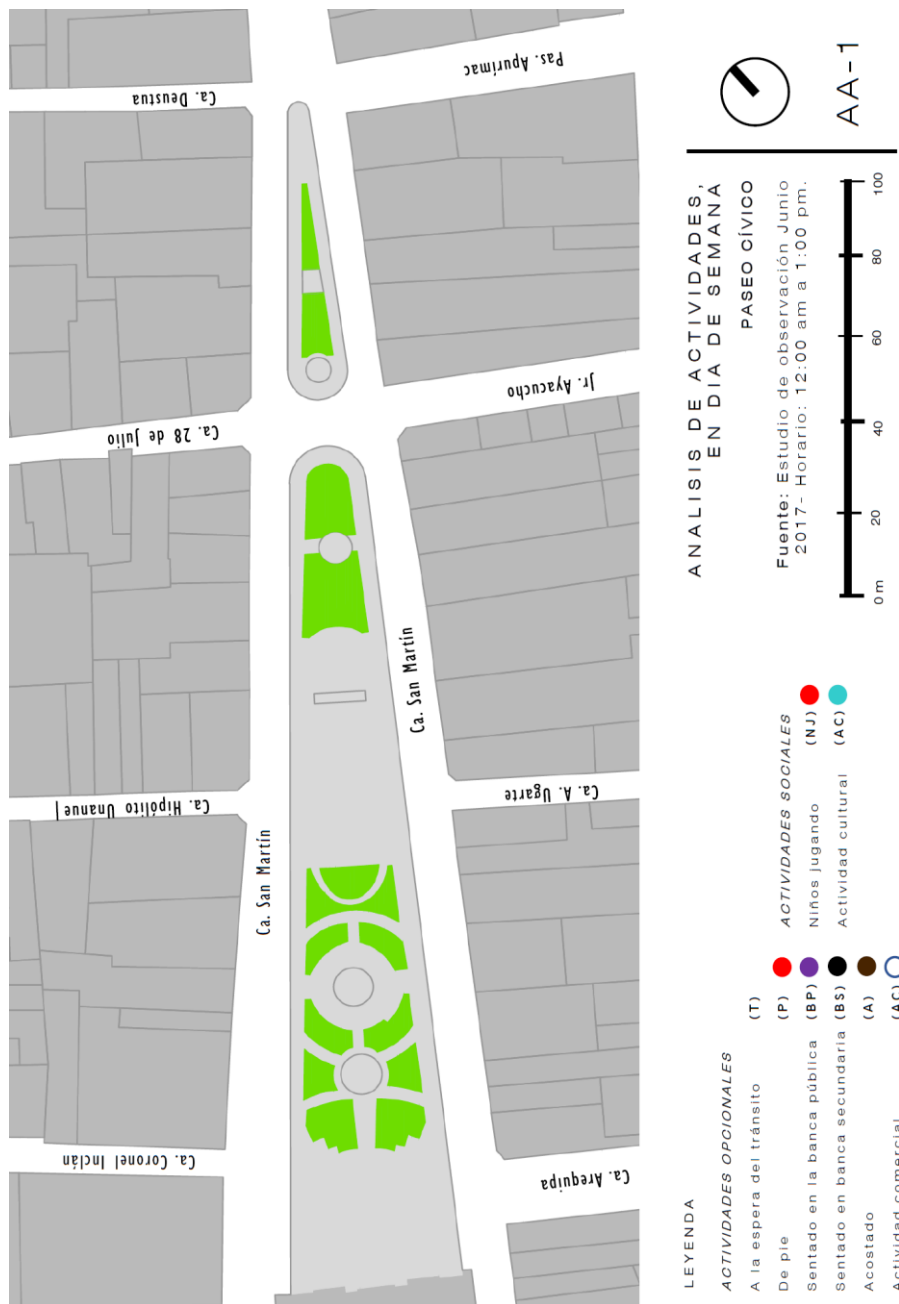 Ca. Deustua
Pas. Apurímac
Ca. 28 de Julio
Jr. Ayacucho
Ca. San Martín
Ca. Hipólito Unanue
Ca. A. Ugarte
Ca. San Martín
Ca. Coronel Inclán
Ca. Arequipa
LEYENDA
ACTIVIDADES OPCIONALES
A la espera del tránsito (T)
De pie (P)
Sentado en la banca pública (BP)
Sentado en banca secundaria (BS)
Acostado (A)
Actividad comercial (AC)
ACTIVIDADES SOCIALES
Niños jugando (NJ)
Actividad cultural (AC)
ANALISIS DE ACTIVIDADES,
EN DIA DE SEMANA
PASEO CÍVICO
Fuente: Estudio de observación Junio
2017- Horario: 12:00 am a 1:00 pm.
0 m 20 40 60 80 100
AA-1